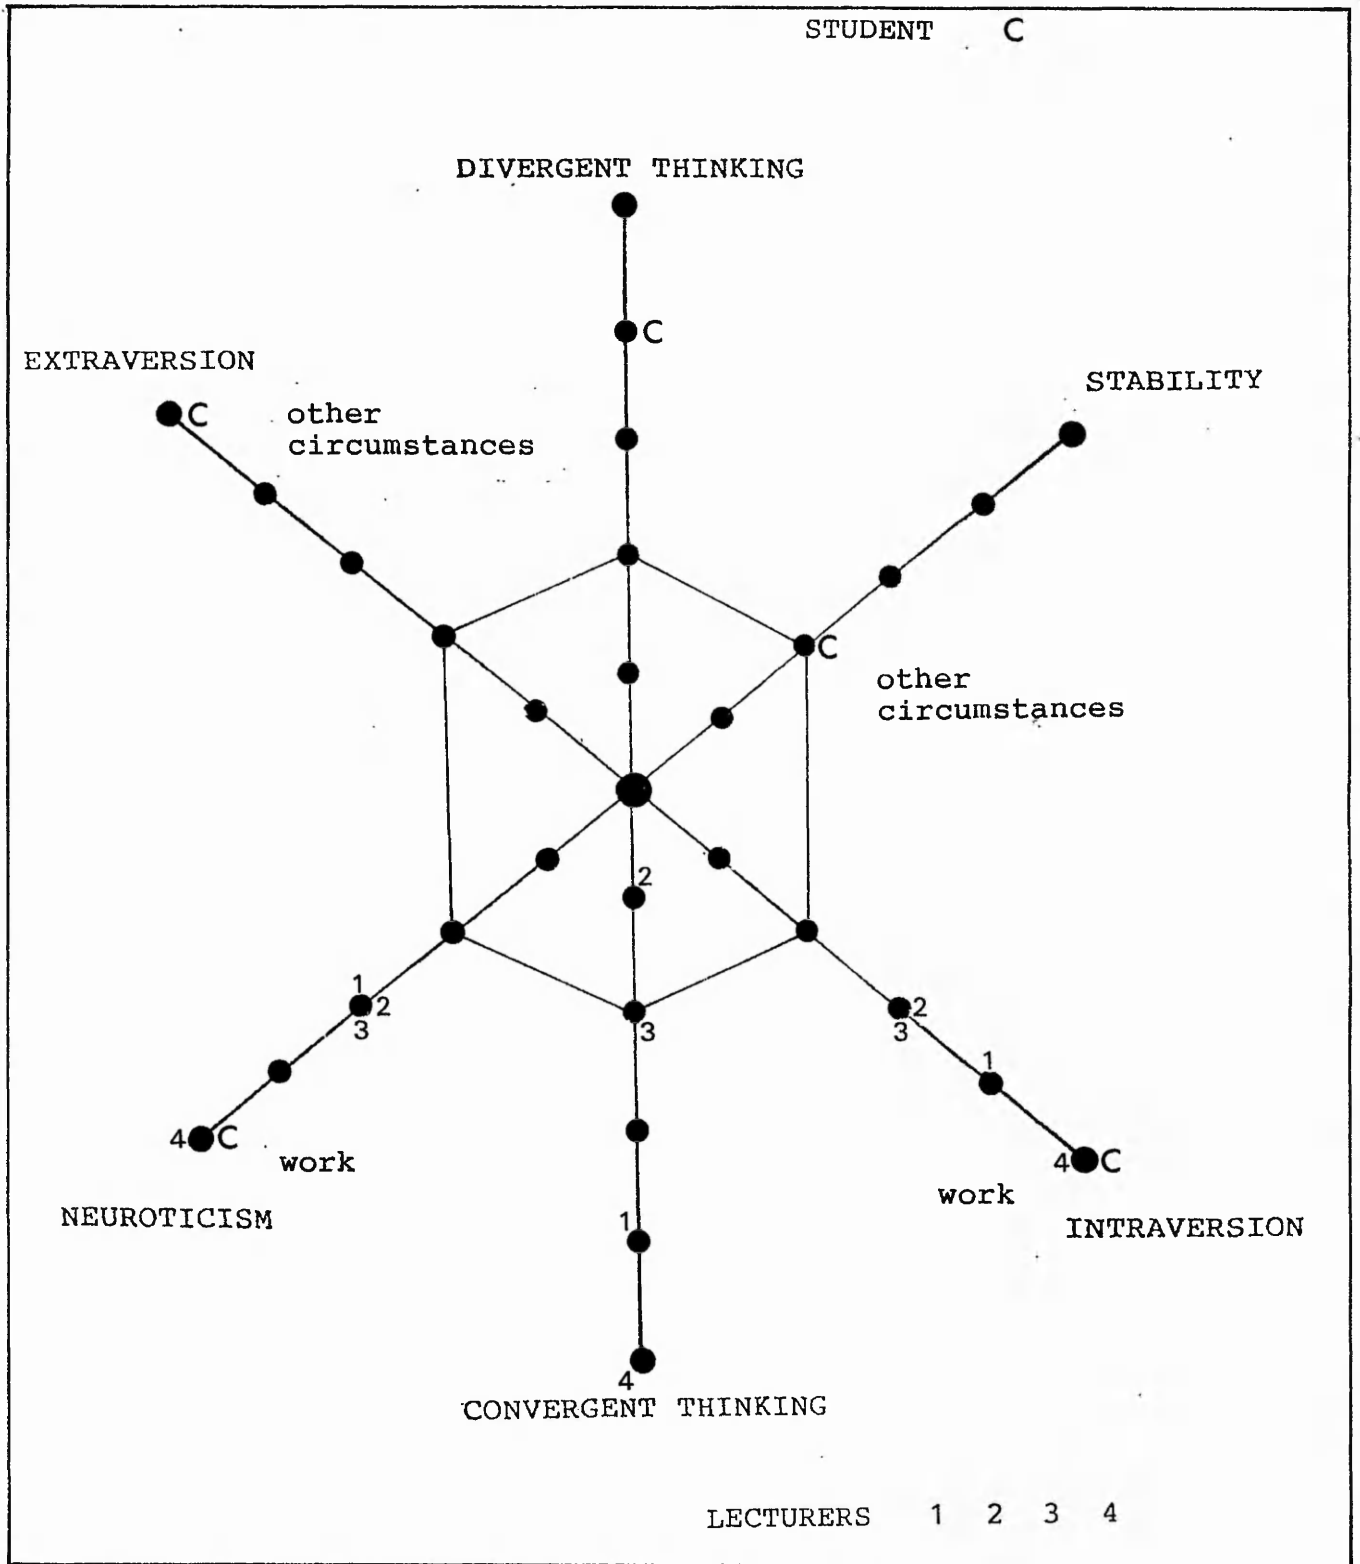 STUDENT C
DIVERGENT THINKING
C
EXTRAVERSION
STABILITY
C
other
circumstances
C
other
circumstances
2
1
2
3
3
2
3
1
4 C
work
4 C
work
NEUROTICISM
INTRAVERSION
1
4
CONVERGENT THINKING
LECTURERS 1 2 3 4